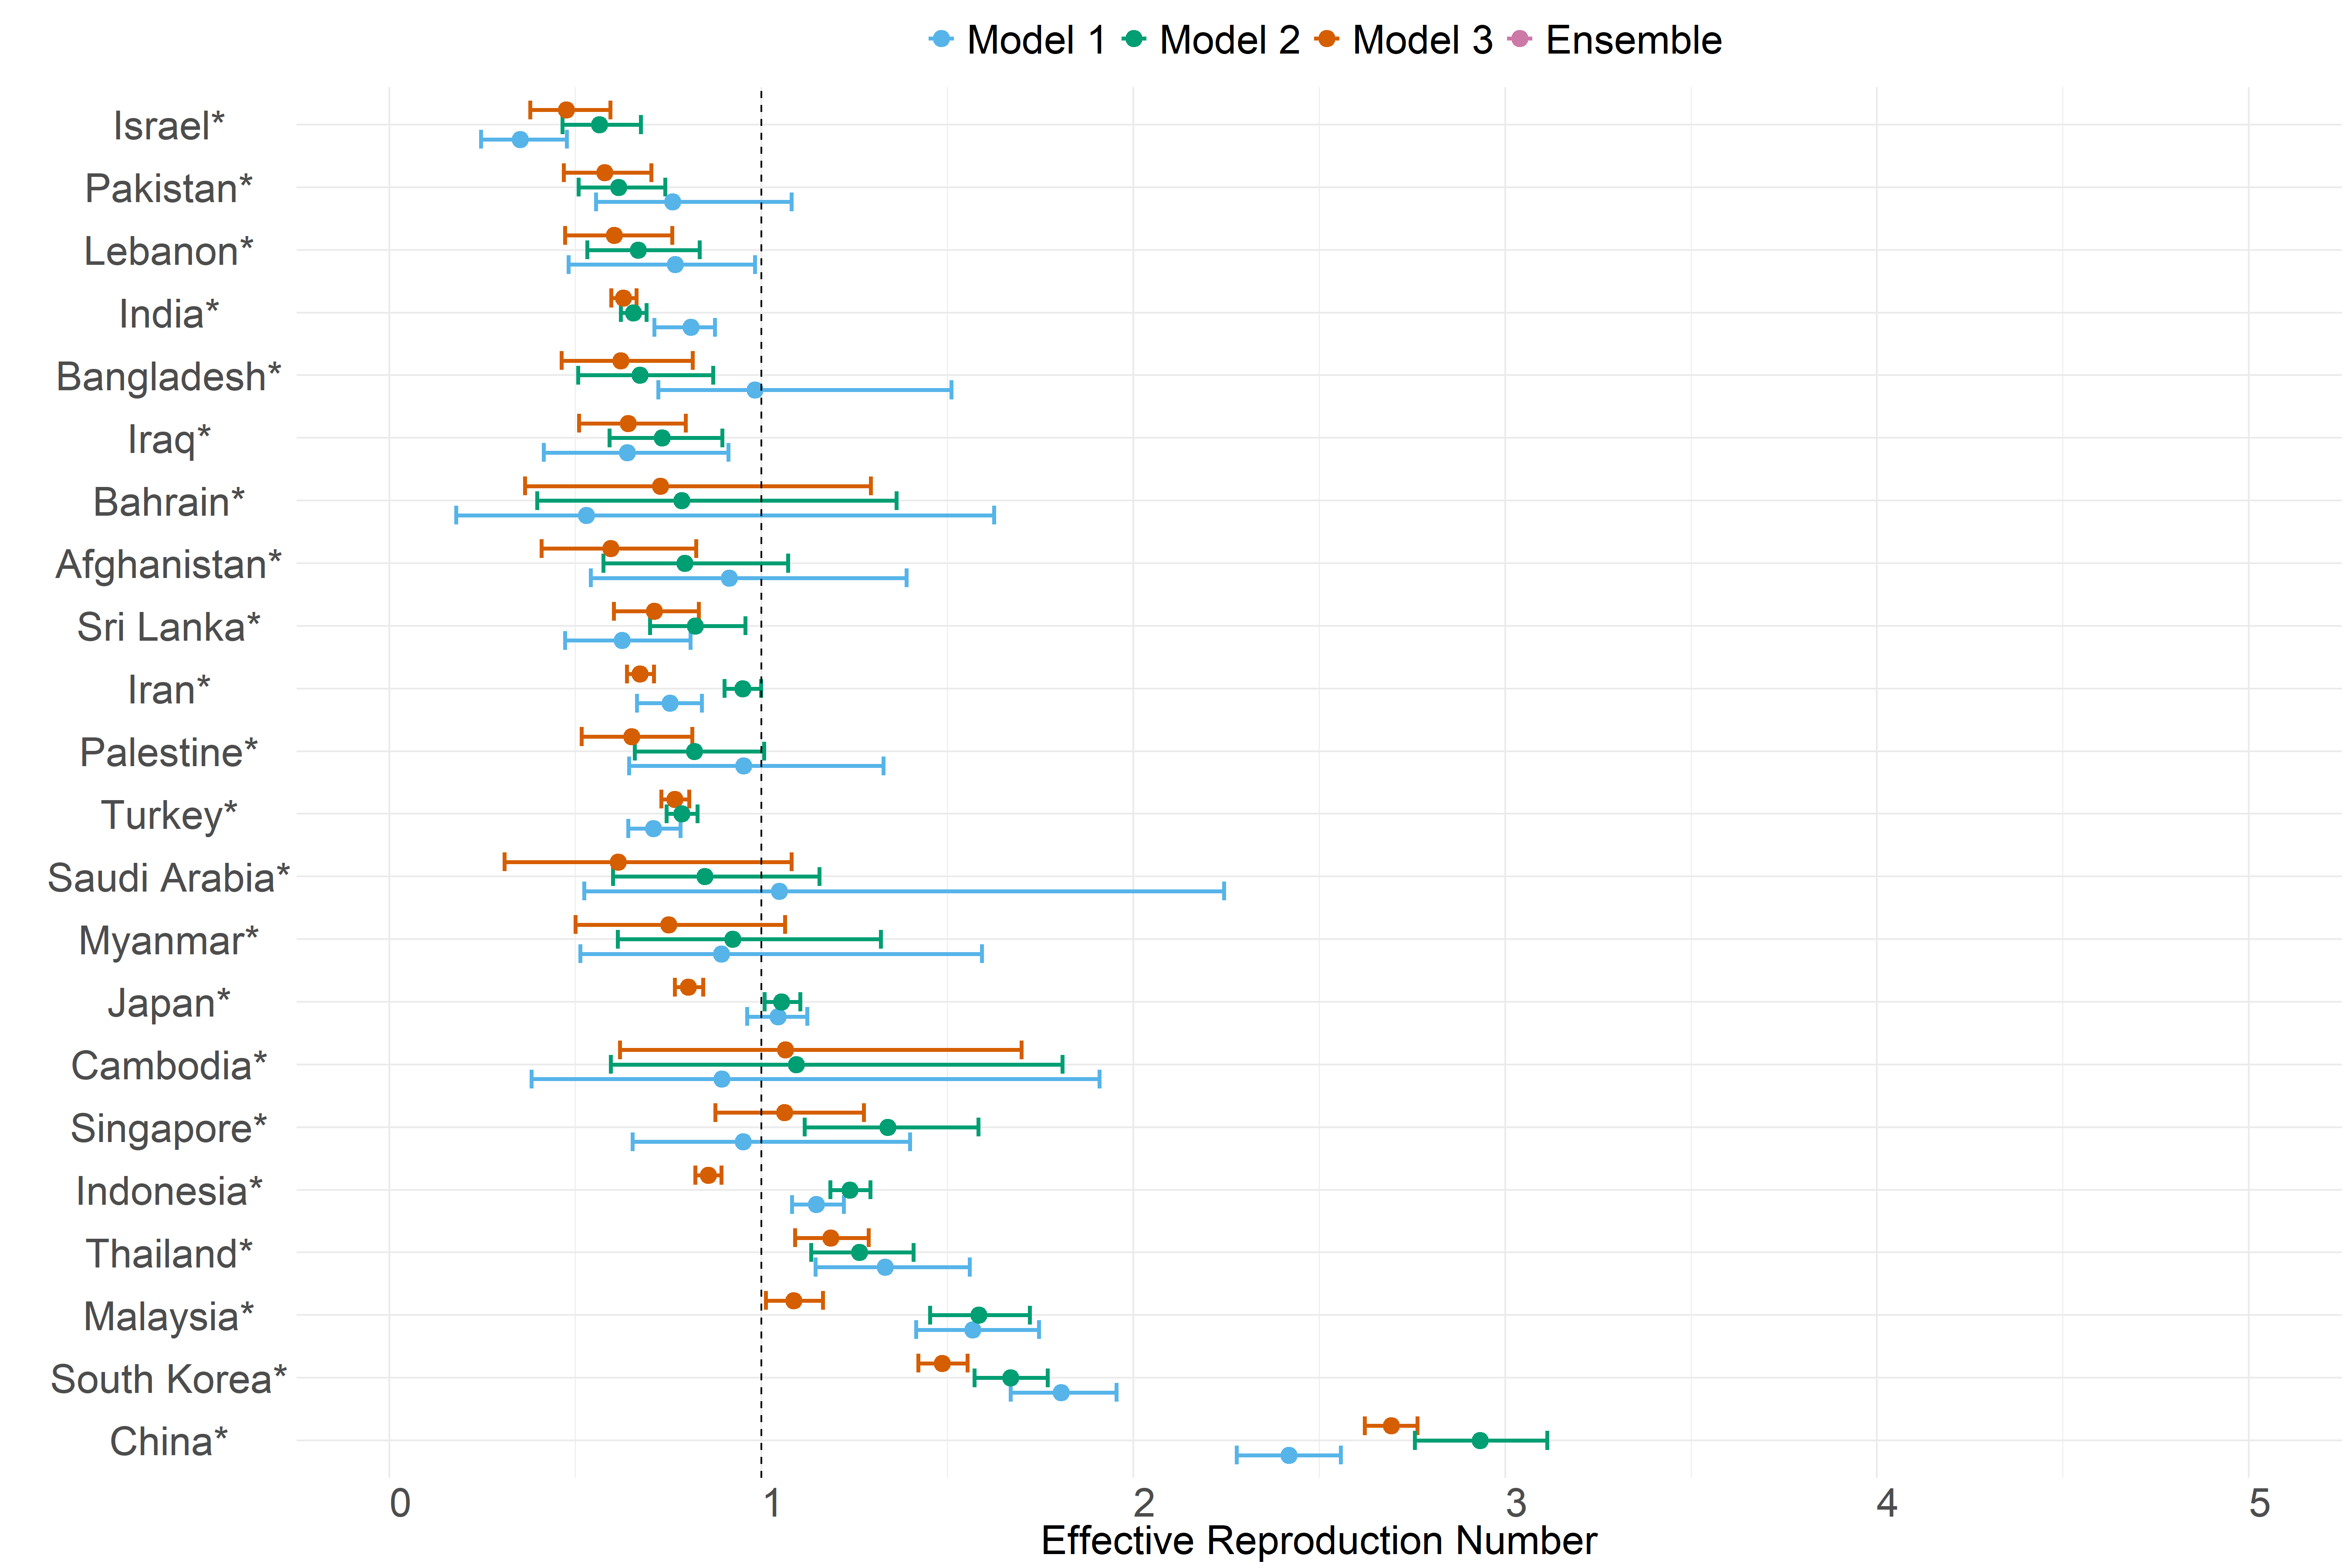 Model 1 Model 2 Model 3 Ensemble
Israel*
Pakistan*
Lebanon*
India*
Bangladesh*
Iraq*
Bahrain*
Afghanistan*
Sri Lanka*
Iran*
Palestine*
Turkey*
Saudi Arabia*
Myanmar*
Japan*
Cambodia*
Singapore*
Indonesia*
Thailand*
Malaysia*
South Korea*
China*
0 1 2 3 4 5
Effective Reproduction Number